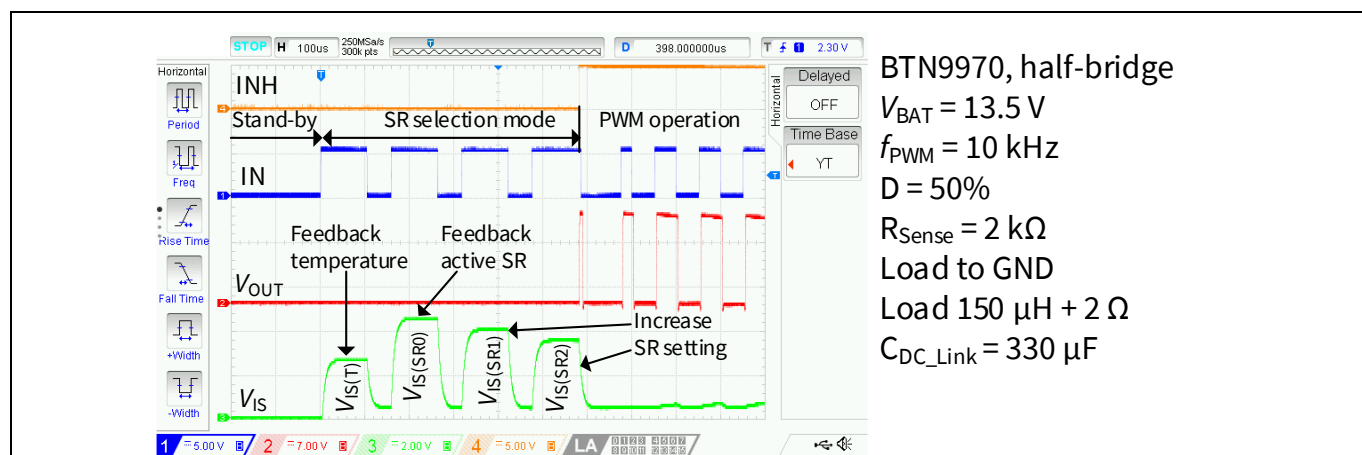 STOP H 100us 250MSa/s 300k pts D 398.000000us T 1 2.30 V
Horizontal
Period
Freq
Rise Time
Fall Time
+Width
-Width
INH
Stand-by SR selection mode PWM operation
IN
Feedback temperature
Feedback active SR
VOUT
Increase SR setting
VIS(T)
VIS(SR0)
VIS(SR1)
VIS(SR2)
VIS
T
4
1
2
3
T
Horizontal
Delayed
OFF
Time Base
YT
1 5.00 V B 2 7.00 V B 3 2.00 V B 4 5.00 V B LA
BTN9970, half-bridge
VBAT = 13.5 V
fPWM = 10 kHz
D = 50%
RSense = 2 kΩ
Load to GND
Load 150 µH + 2 Ω
CDC_Link = 330 µF